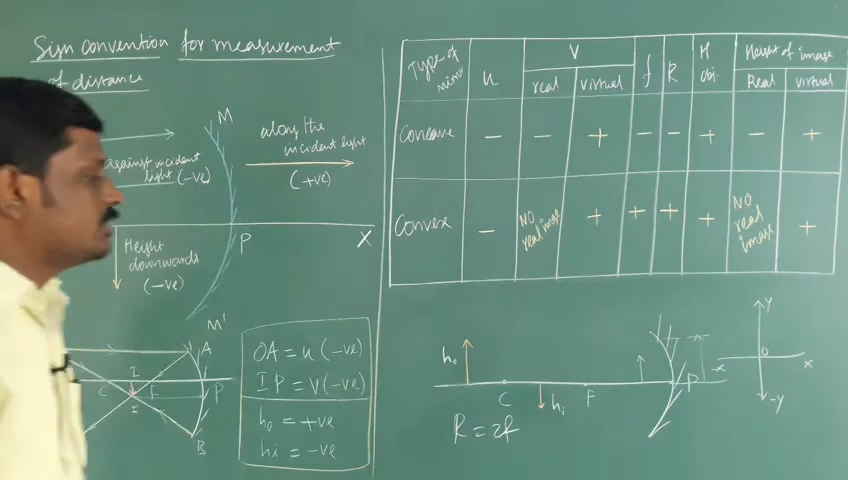 Sign convention for measurement
of distance
M
along the
incident light
(+ve)
against incident
light (-ve)
P
X
Height
downwards
(-ve)
M'
A
I
C
F
P
B
OA = u (-ve)
IP = v (-ve)
ho = +ve
hi = -ve
Type of
mirror
u
V
real
virtual
f
R
H
obj.
Height of image
Real
virtual
Concave
- - + - - + - +
Convex
-
NO
real image
+ + + +
NO
real
image
+
ho
C
hi
F
P
R = 2f
Y
-x
O
x
-Y